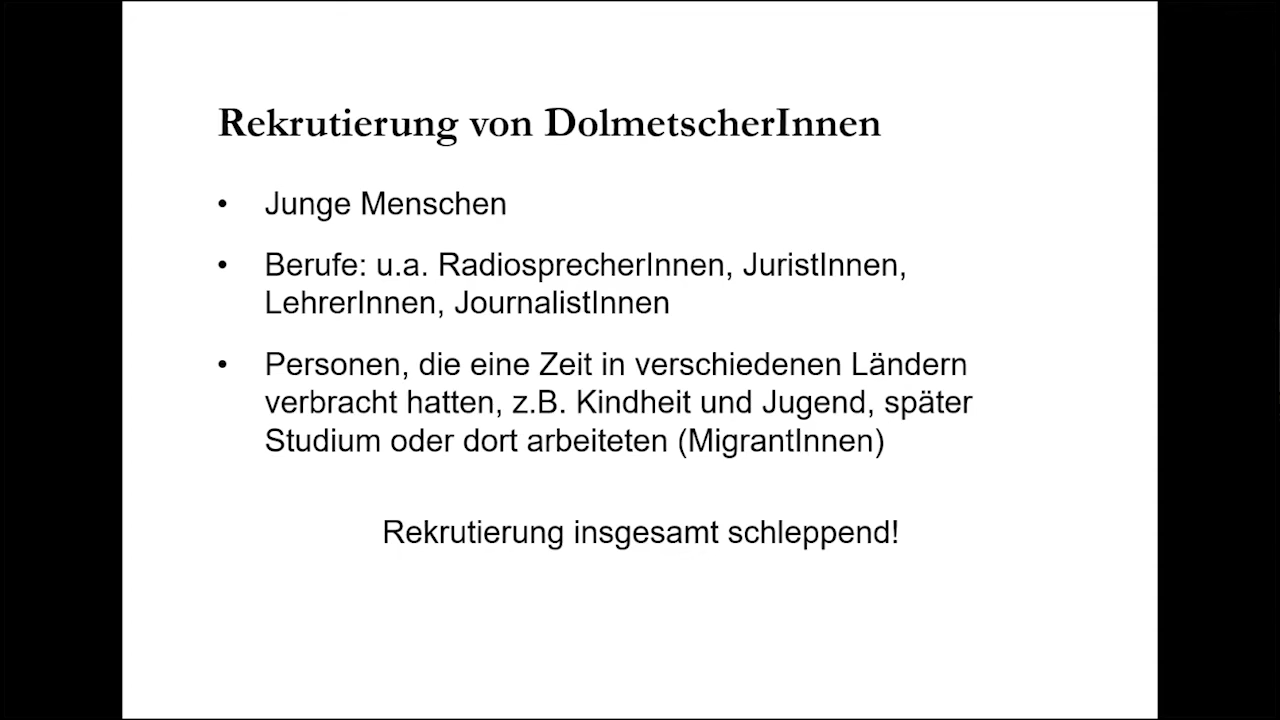 Rekrutierung von DolmetscherInnen
• Junge Menschen
• Berufe: u.a. RadiosprecherInnen, JuristInnen,
LehrerInnen, JournalistInnen
• Personen, die eine Zeit in verschiedenen Ländern
verbracht hatten, z.B. Kindheit und Jugend, später
Studium oder dort arbeiteten (MigrantInnen)
Rekrutierung insgesamt schleppend!